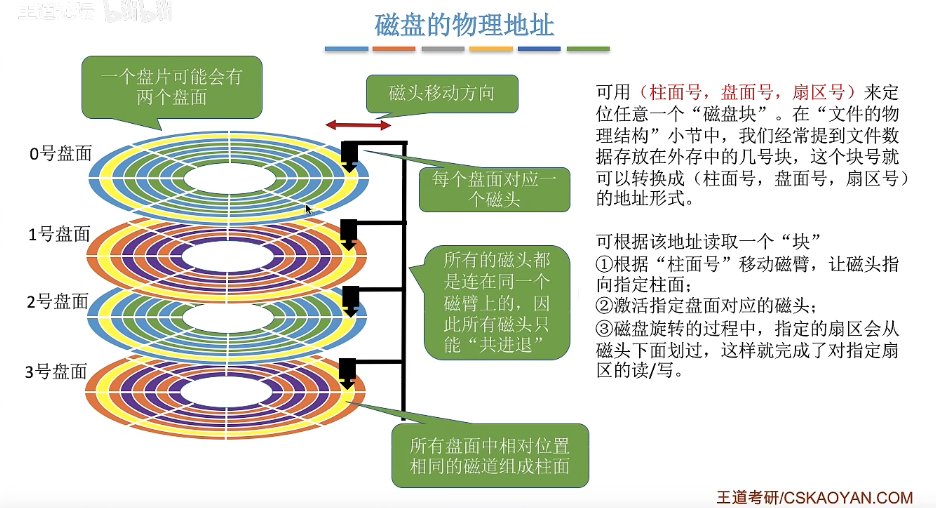 磁盘的物理地址
一个盘片可能会有
两个盘面
磁头移动方向
0号盘面
每个盘面对应一
个磁头
1号盘面
所有的磁头都
是连在同一个
磁臂上的，因
此所有磁头只
能“共进退”
2号盘面
3号盘面
所有盘面中相对位置
相同的磁道组成柱面
可用（柱面号，盘面号，扇区号）来定
位任意一个“磁盘块”。在“文件的物
理结构”小节中，我们经常提到文件数
据存放在外存中的几号块，这个块号就
可以转换成（柱面号，盘面号，扇区号）
的地址形式。
可根据该地址读取一个“块”
①根据“柱面号”移动磁臂，让磁头指
向指定柱面；
②激活指定盘面对应的磁头；
③磁盘旋转的过程中，指定的扇区会从
磁头下面划过，这样就完成了对指定扇
区的读/写。
王道考研/CSKAOYAN.COM